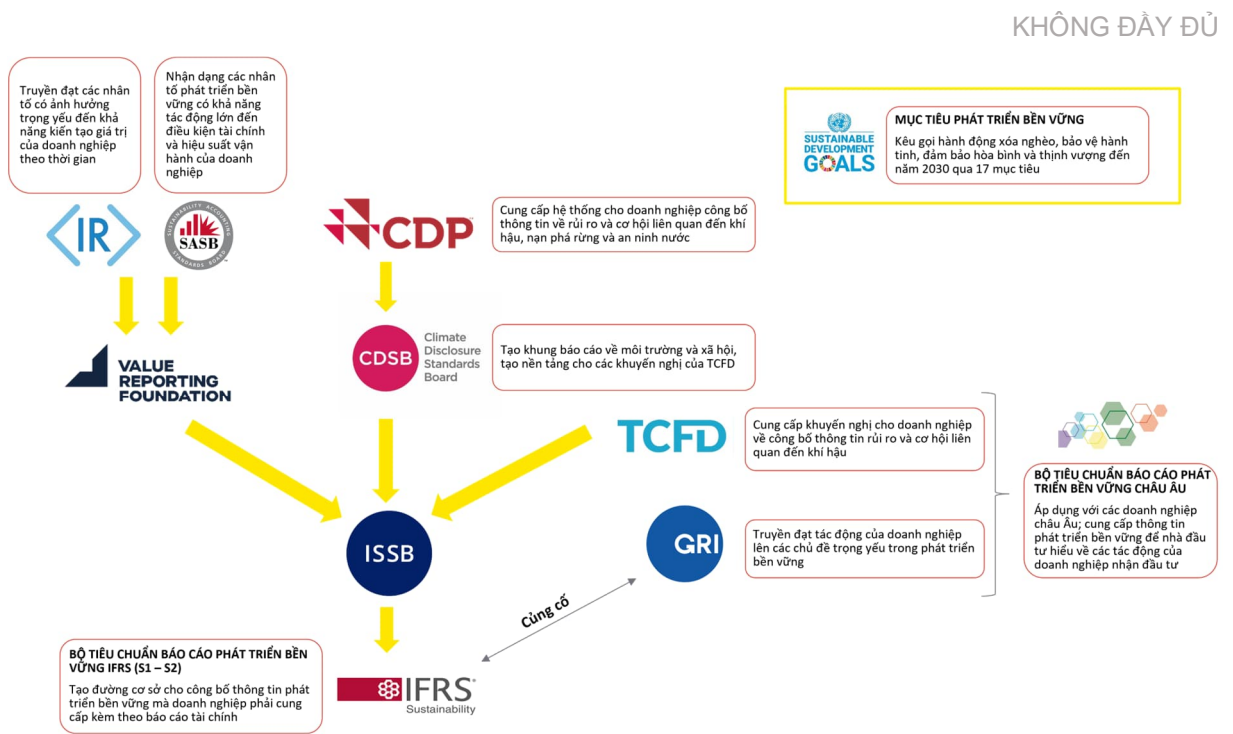 KHÔNG ĐẦY ĐỦ
Truyền đạt các nhân
tố có ảnh hưởng
trọng yếu đến khả
năng kiến tạo giá trị
của doanh nghiệp
theo thời gian
Nhận dạng các nhân
tố phát triển bền
vững có khả năng
tác động lớn đến
điều kiện tài chính
và hiệu suất vận
hành của doanh
nghiệp
SUSTAINABLE
DEVELOPMENT
GOALS
MỤC TIÊU PHÁT TRIỂN BỀN VỮNG
Kêu gọi hành động xóa nghèo, bảo vệ hành
tinh, đảm bảo hòa bình và thịnh vượng đến
năm 2030 qua 17 mục tiêu
<IR>
SUSTAINABILITY ACCOUNTING
SASB
STANDARDS BOARD
CDP
Cung cấp hệ thống cho doanh nghiệp công bố
thông tin về rủi ro và cơ hội liên quan đến khí
hậu, nạn phá rừng và an ninh nước
VALUE
REPORTING
FOUNDATION
CDSB
Climate
Disclosure
Standards
Board
Tạo khung báo cáo về môi trường và xã hội,
tạo nền tảng cho các khuyến nghị của TCFD
TCFD
Cung cấp khuyến nghị cho doanh nghiệp
về công bố thông tin rủi ro và cơ hội liên
quan đến khí hậu
BỘ TIÊU CHUẨN BÁO CÁO PHÁT
TRIỂN BỀN VỮNG CHÂU ÂU
Áp dụng với các doanh nghiệp
châu Âu; cung cấp thông tin
phát triển bền vững để nhà đầu
tư hiểu về các tác động của
doanh nghiệp nhận đầu tư
ISSB
GRI
Truyền đạt tác động của doanh nghiệp
lên các chủ đề trọng yếu trong phát triển
bền vững
Củng cố
BỘ TIÊU CHUẨN BÁO CÁO PHÁT TRIỂN BỀN
VỮNG IFRS (S1 – S2)
Tạo đường cơ sở cho công bố thông tin phát
triển bền vững mà doanh nghiệp phải cung
cấp kèm theo báo cáo tài chính
IFRS®
Sustainability